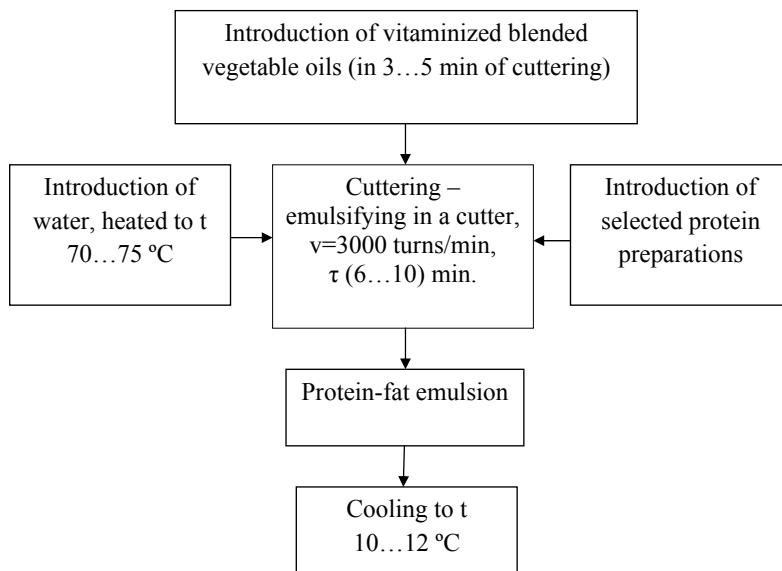 Introduction of vitaminized blended
vegetable oils (in 3…5 min of cuttering)
Introduction of
water, heated to t
70…75 ºC
Cuttering –
emulsifying in a cutter,
v=3000 turns/min,
τ (6…10) min.
Introduction of
selected protein
preparations
Protein-fat emulsion
Cooling to t
10…12 ºC